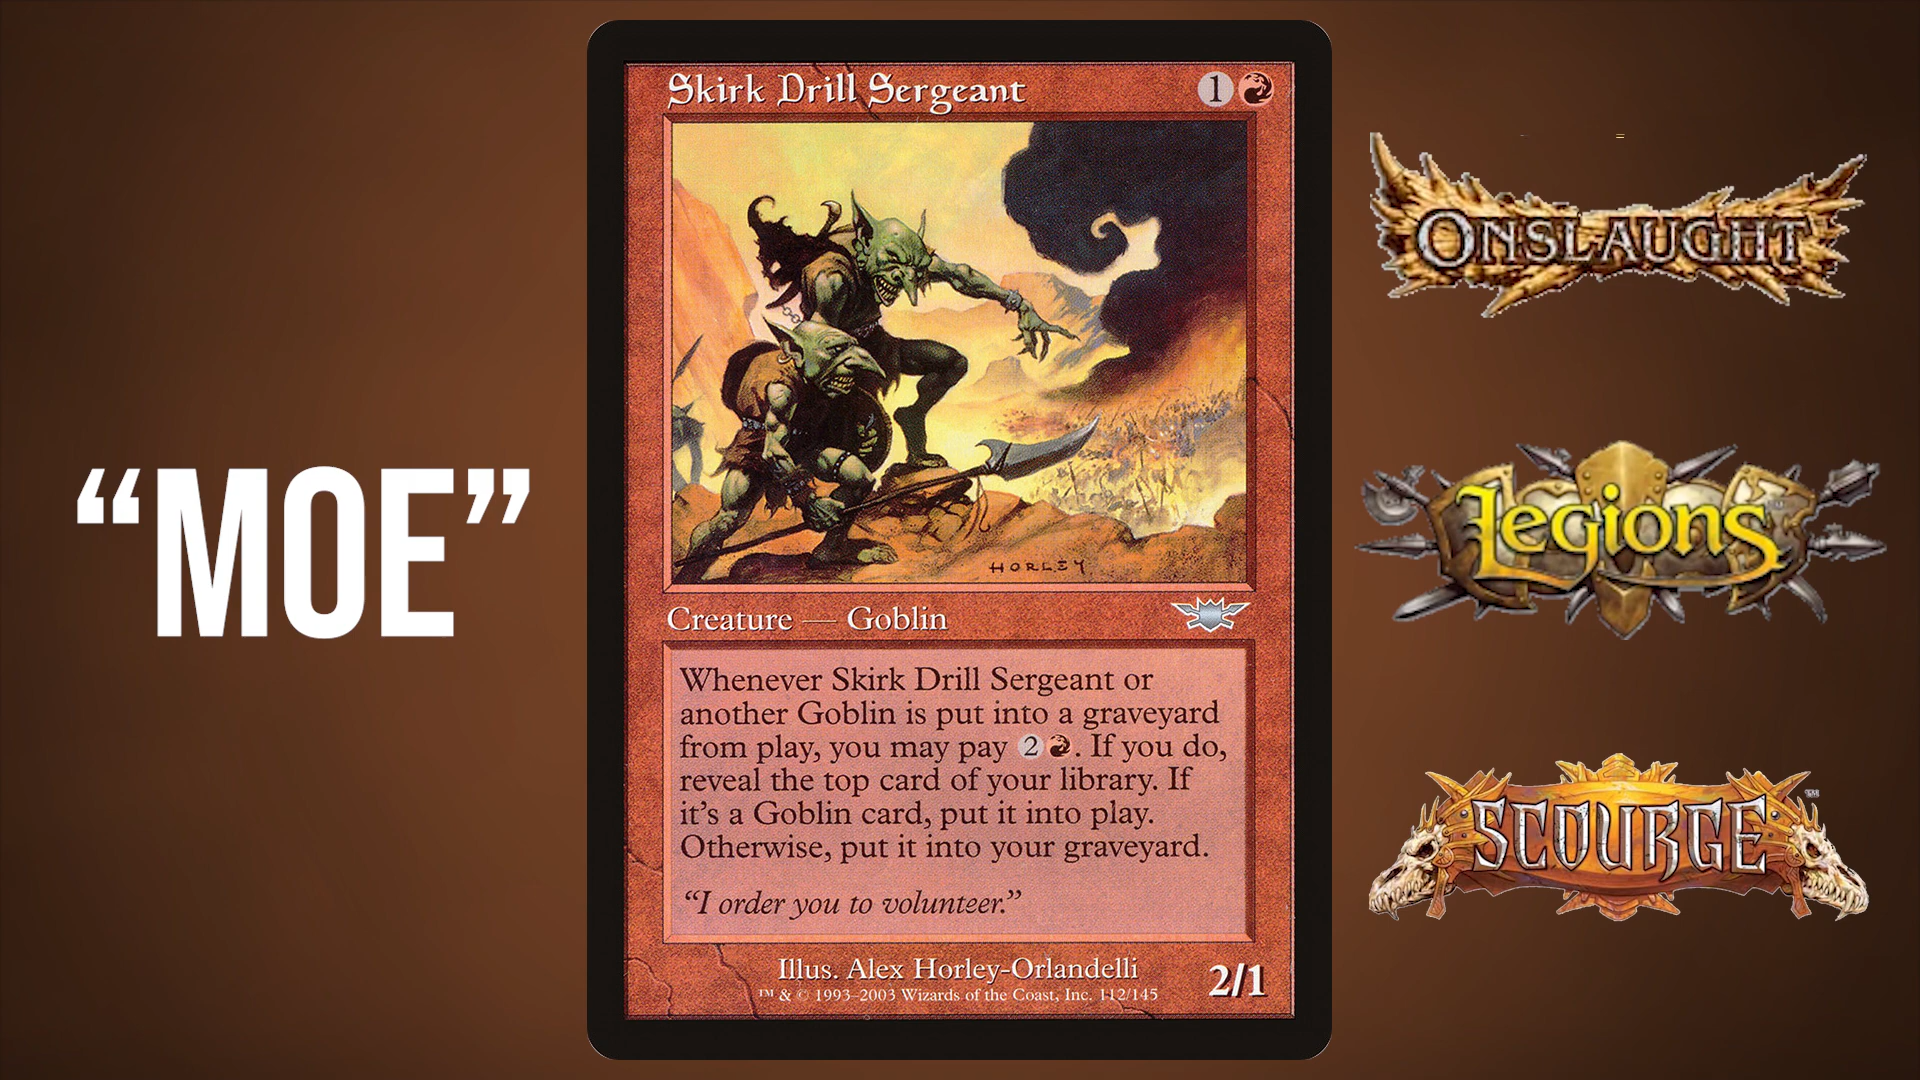 “MOE”
Skirk Drill Sergeant
1
HORLEY
Creature — Goblin
Whenever Skirk Drill Sergeant or
another Goblin is put into a graveyard
from play, you may pay 2 . If you do,
reveal the top card of your library. If
it’s a Goblin card, put it into play.
Otherwise, put it into your graveyard.
“I order you to volunteer.”
Illus. Alex Horley-Orlandelli
™ & © 1993–2003 Wizards of the Coast, Inc. 112/145
2/1
ONSLAUGHT
Legions
SCOURGE™